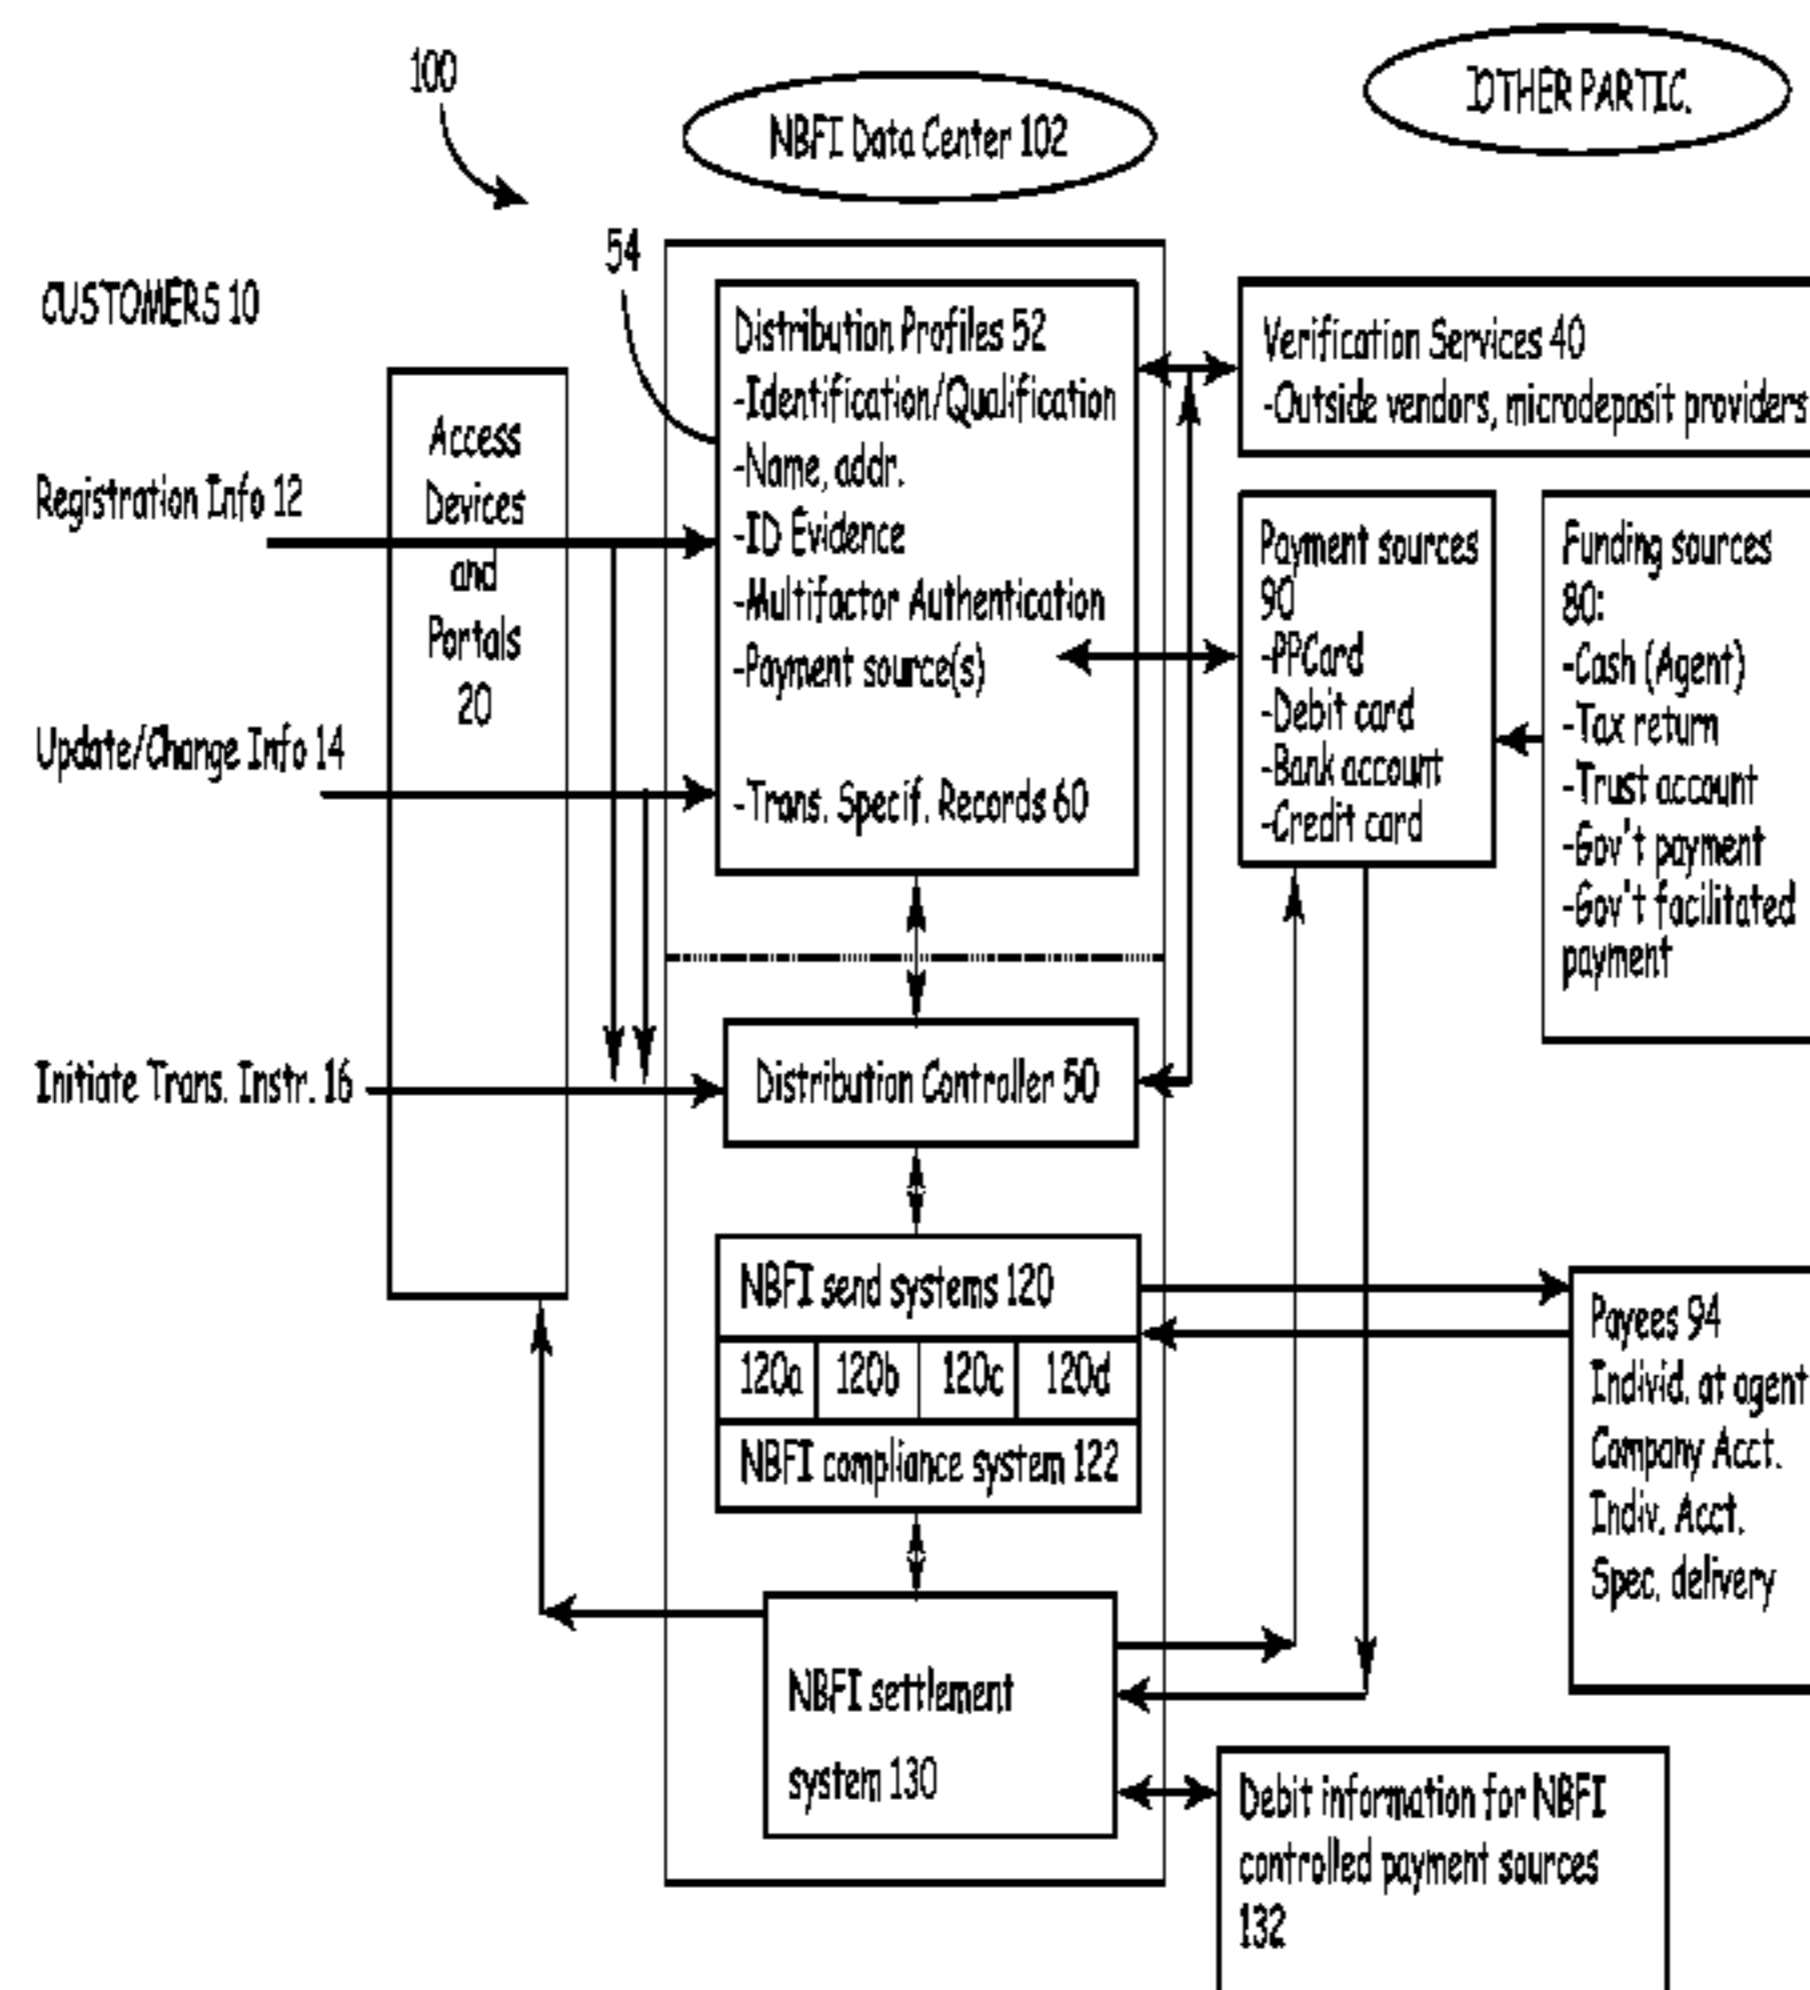 100
NBFI Data Center 102
IOTHER PARTIC.
54
CUSTOMERS 10
Registration Info 12
Update/Change Info 14
Initiate Trans. Instr. 16
Access
Devices
and
Portals
20
Distribution Profiles 52
-Identification/Qualification
-Name, addr.
-ID Evidence
-Multifactor Authentication
-Payment source(s)
-Trans. Specif. Records 60
Distribution Controller 50
NBFI send systems 120
120a 120b 120c 120d
NBFI compliance system 122
NBFI settlement
system 130
Verification Services 40
-Outside vendors, microdeposit providers
Payment sources
90
-PPCard
-Debit card
-Bank account
-Credit card
Funding sources
80:
-Cash (Agent)
-Tax return
-Trust account
-Gov't payment
-Gov't facilitated
payment
Payees 94
Individ. at agent
Company Acct.
Indiv. Acct.
Spec. delivery
Debit information for NBFI
controlled payment sources
132